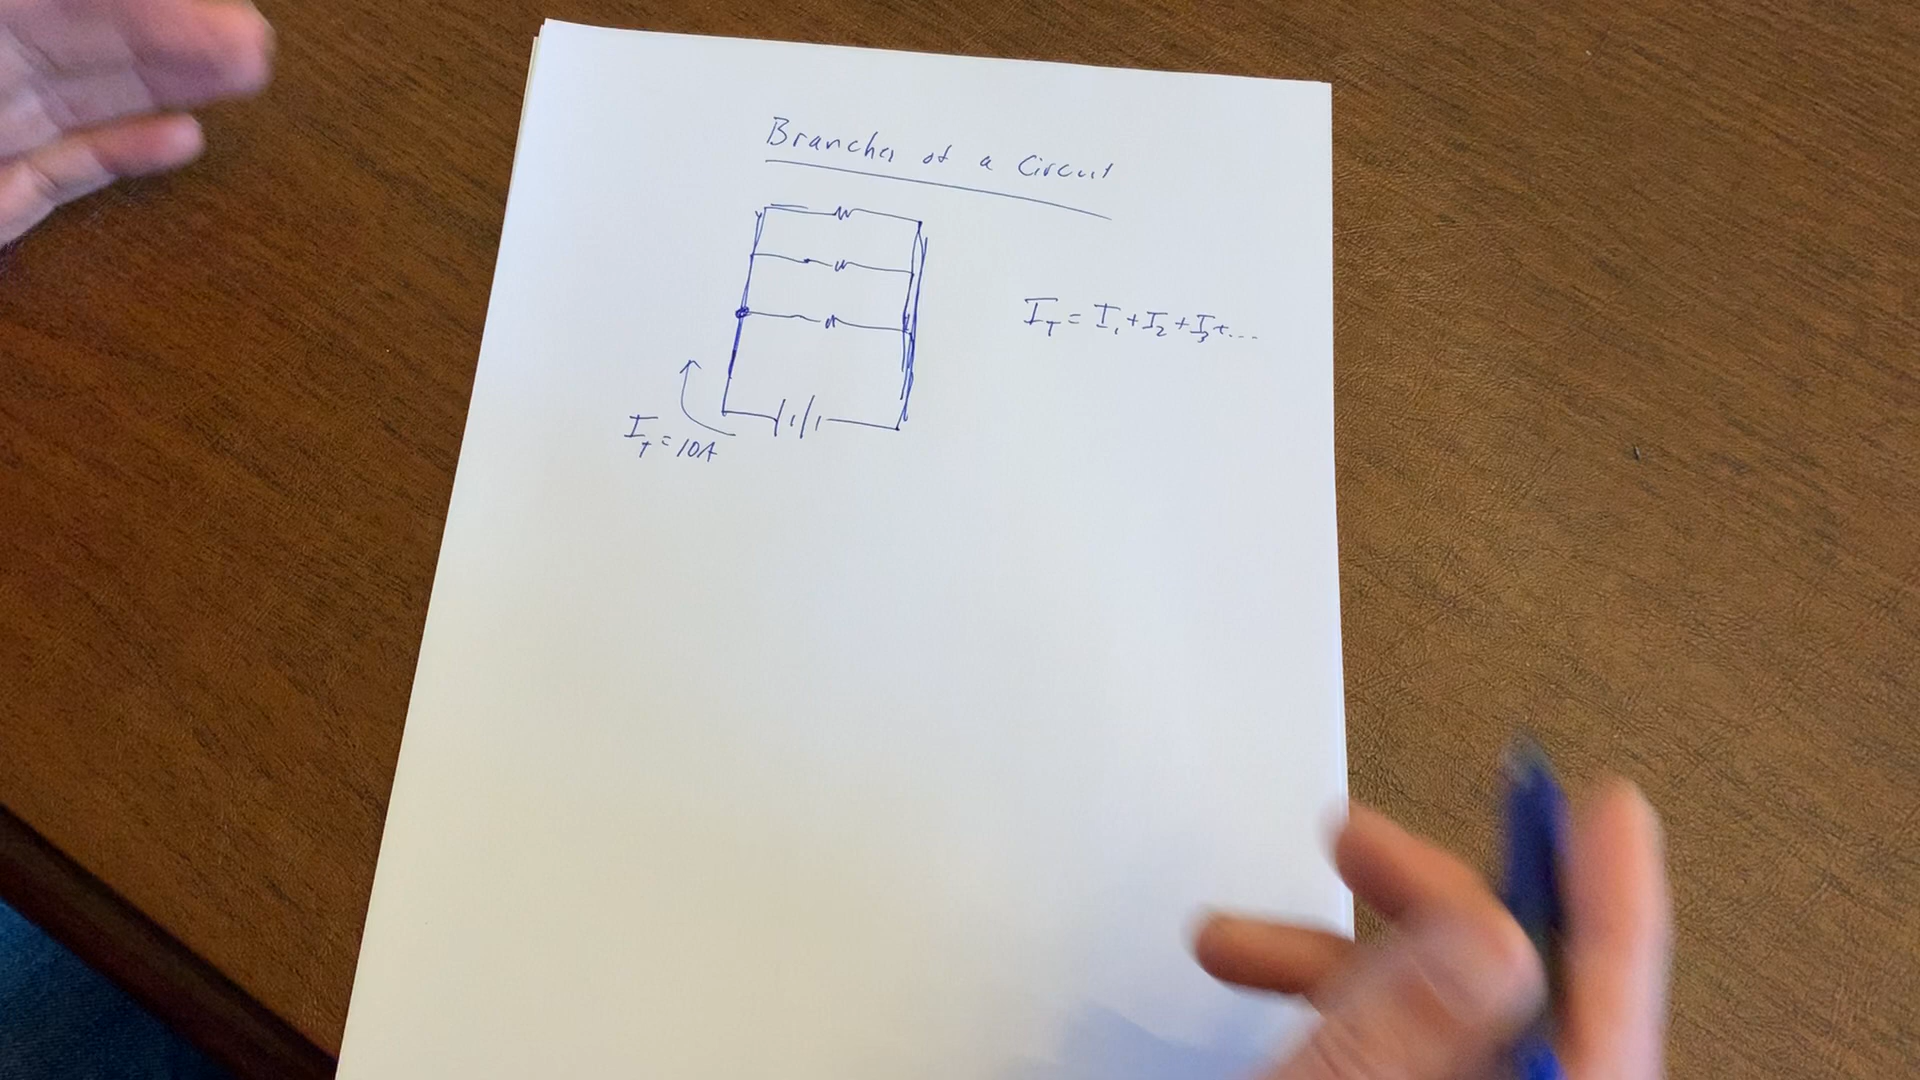 Branches of a Circuit
I_T = I_1 + I_2 + I_3 + ...
I_T = 10A